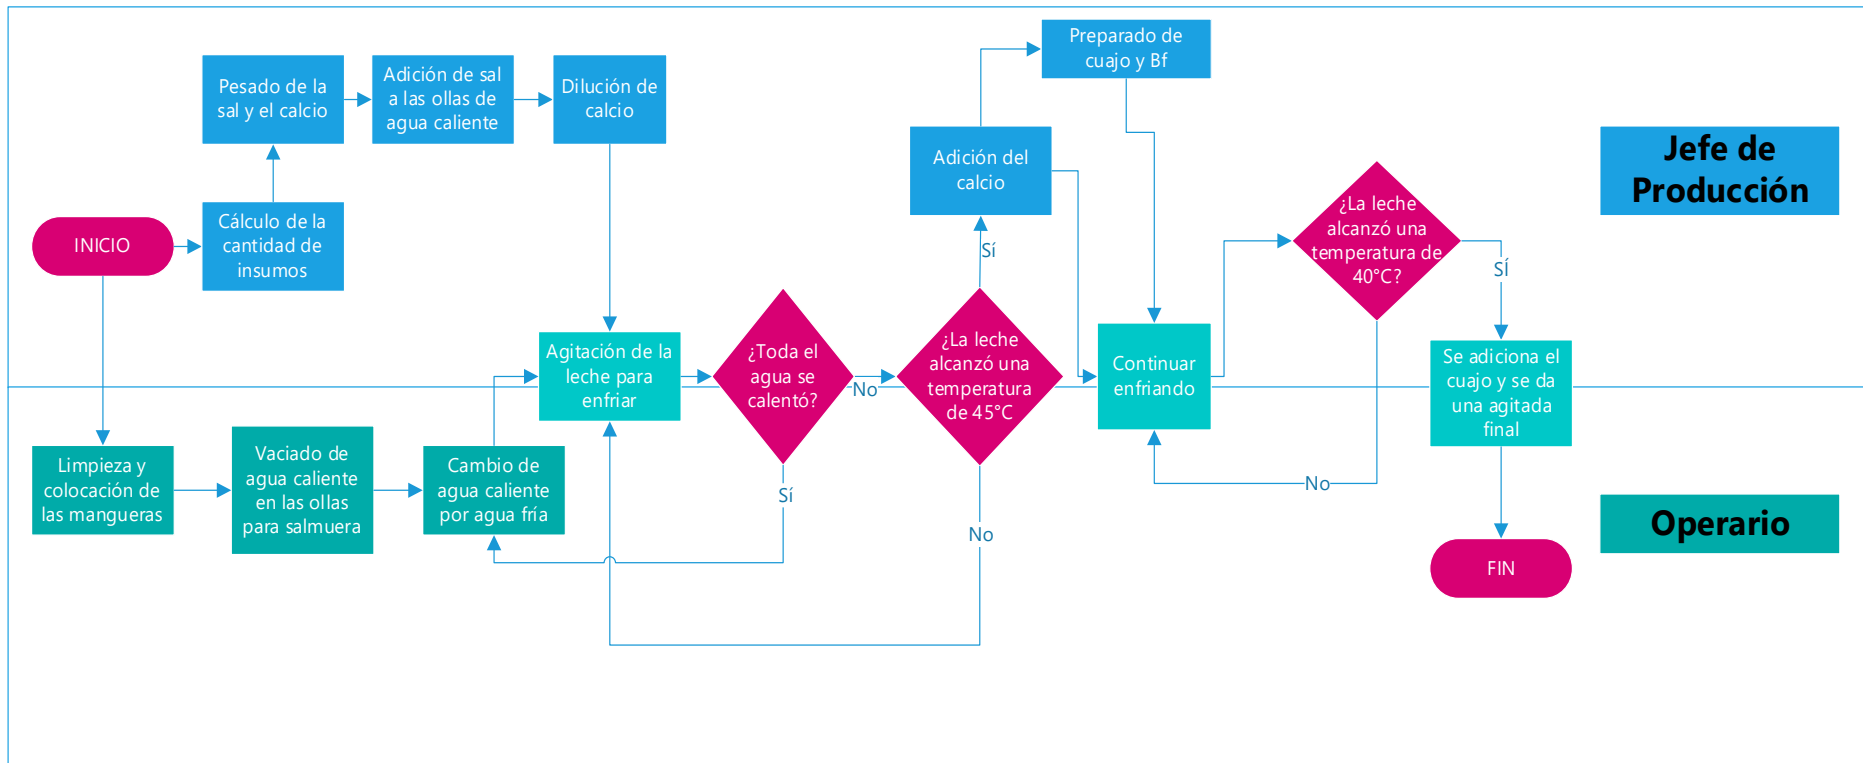 Preparado de
cuajo y Bf
Pesado de la
sal y el calcio
Adición de sal
a las ollas de
agua caliente
Dilución de
calcio
Adición del
calcio
Jefe de
Producción
INICIO
Cálculo de la
cantidad de
insumos
Sí
¿La leche
alcanzó una
temperatura de
40°C?
SÍ
Agitación de la
leche para
enfriar
¿Toda el
agua se
calentó?
No
¿La leche
alcanzó una
temperatura
de 45°C
Continuar
enfriando
Se adiciona el
cuajo y se da
una agitada
final
Limpieza y
colocación de
las mangueras
Vaciado de
agua caliente
en las ollas
para salmuera
Cambio de
agua caliente
por agua fría
Sí
No
No
Operario
FIN